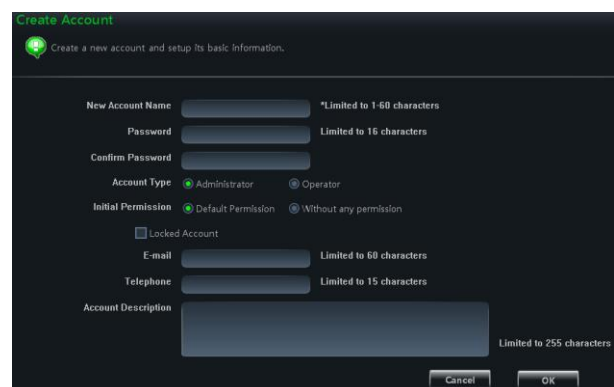 Create Account
Create a new account and setup its basic information.
New Account Name *Limited to 1-60 characters
Password Limited to 16 characters
Confirm Password
Account Type Administrator Operator
Initial Permission Default Permission Without any permission
Locked Account
E-mail Limited to 60 characters
Telephone Limited to 15 characters
Account Description
Limited to 255 characters
Cancel OK